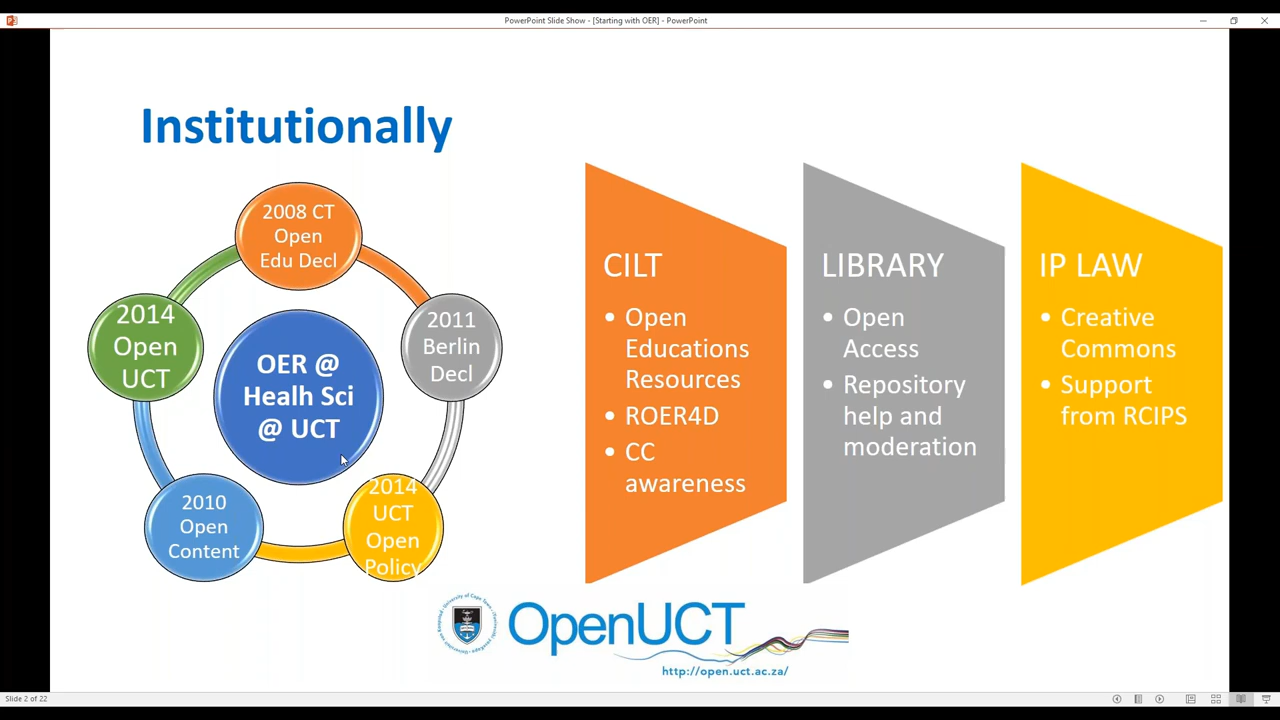 PowerPoint Slide Show - [Starting with OER] - PowerPoint
Institutionally
2008 CT
Open
Edu Decl
2011
Berlin
Decl
2014
UCT
Open
Policy
2010
Open
Content
2014
Open
UCT
OER @
Healh Sci
@ UCT
CILT
• Open
Educations
Resources
• ROER4D
• CC
awareness
LIBRARY
• Open
Access
• Repository
help and
moderation
IP LAW
• Creative
Commons
• Support
from RCIPS
OpenUCT
http://open.uct.ac.za/
Slide 2 of 22